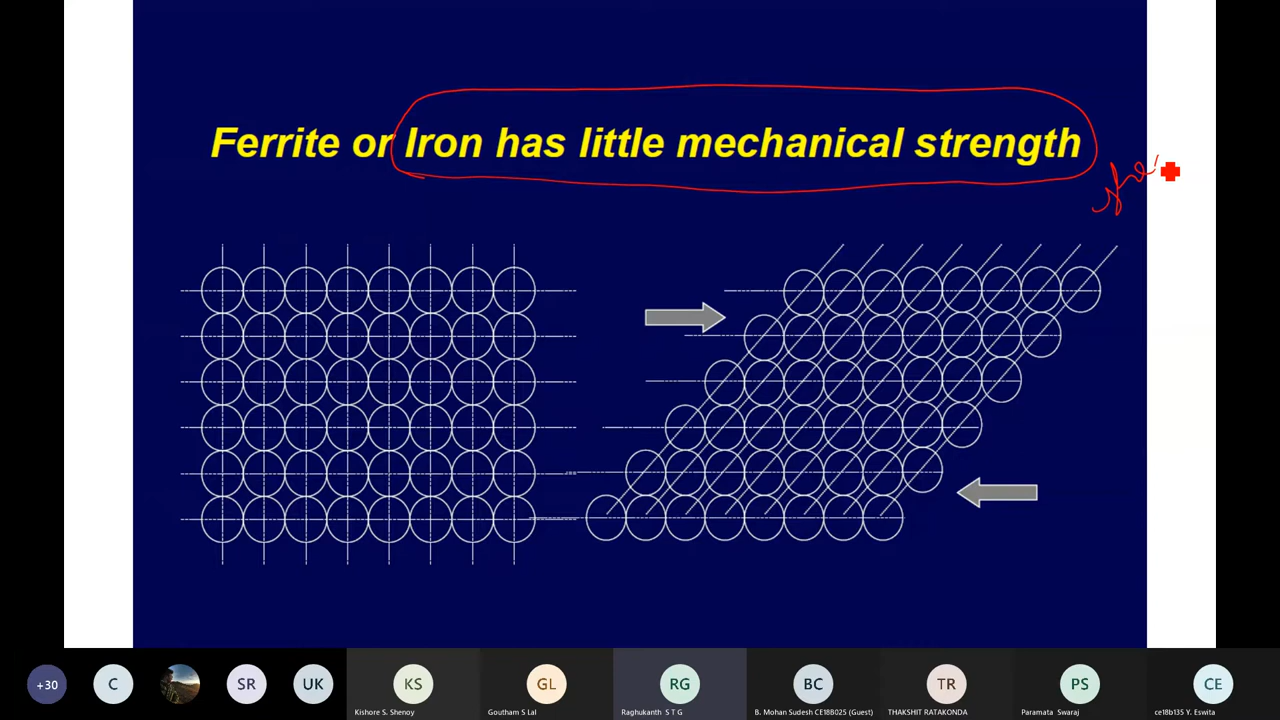 Ferrite or Iron has little mechanical strength
+30
C
SR
UK
KS
GL
RG
BC
TR
PS
CE
Kishore S. Shenoy
Goutham S Lal
Raghukanth S T G
B. Mohan Sudesh CE18B025 (Guest)
THAKSHIT RATAKONDA
Paramata Swaraj
ce18b135 Y. Eswita